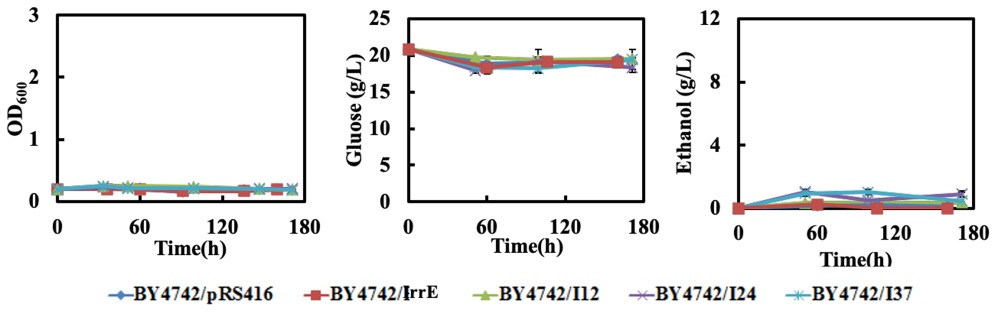 3
2
1
0
OD600
0 60 120 180
Time(h)
25
20
15
10
5
0
Gluose (g/L)
0 60 120 180
Time(h)
12
8
4
0
Ethanol (g/L)
0 60 120 180
Time(h)
BY4742/pRS416 BY4742/IrrE BY4742/I12 BY4742/I24 BY4742/I37